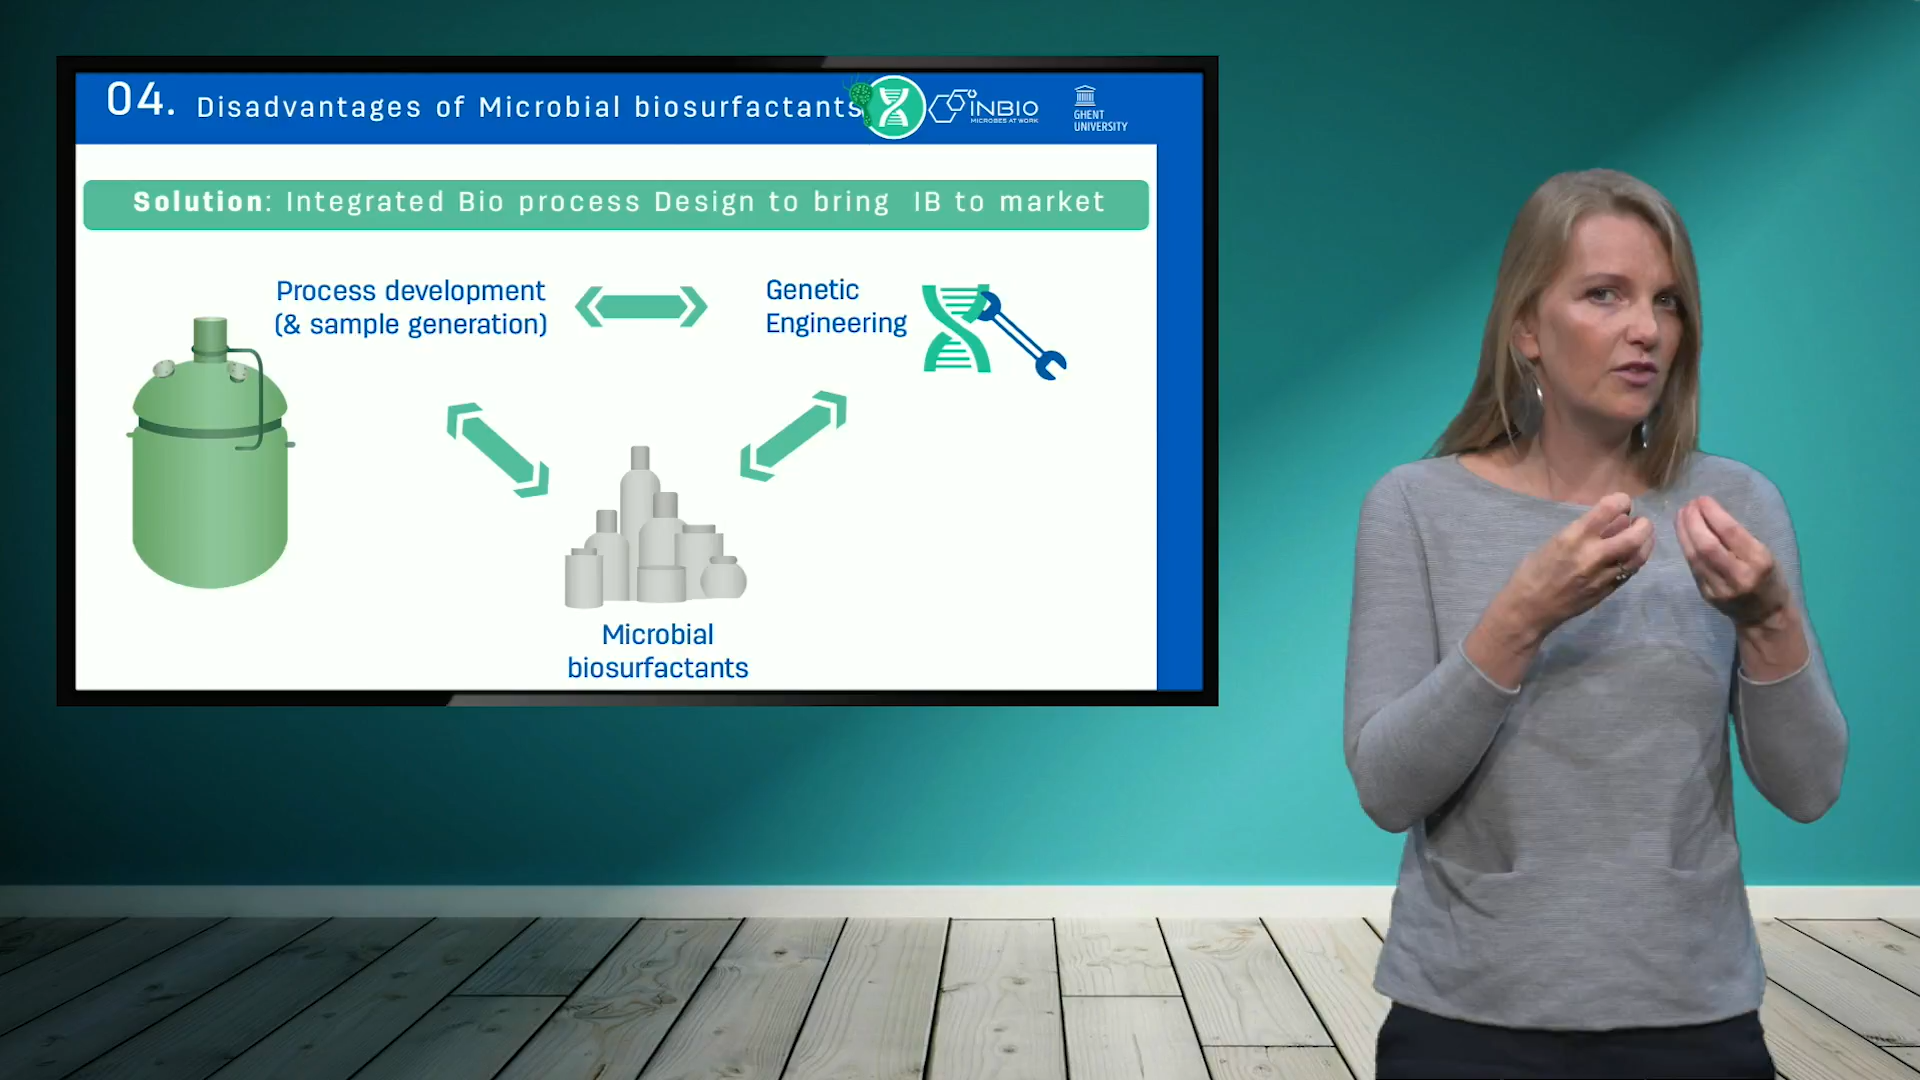 04. Disadvantages of Microbial biosurfactants
INBIO
MICROBES AT WORK
GHENT
UNIVERSITY
Solution: Integrated Bio process Design to bring IB to market
Process development
(& sample generation)
Genetic
Engineering
Microbial
biosurfactants